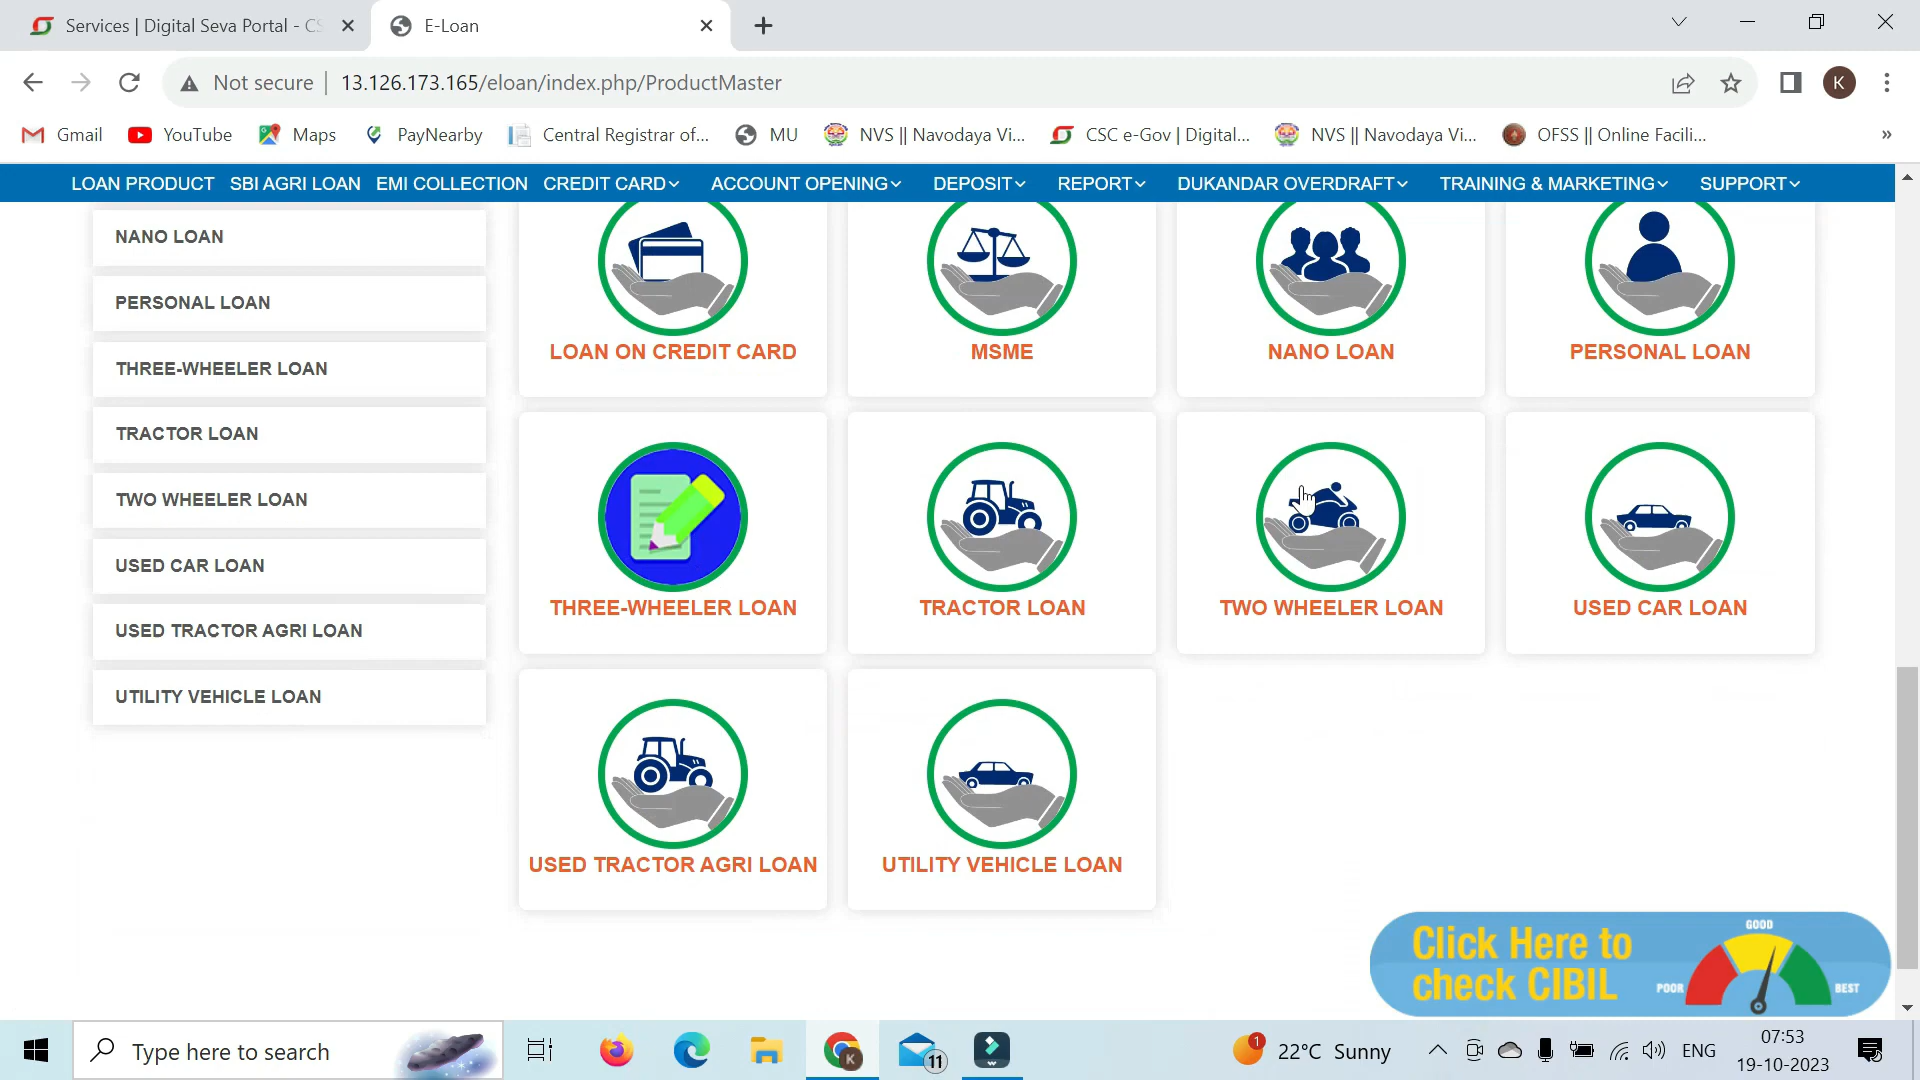 Services | Digital Seva Portal - CS
E-Loan
Not secure
13.126.173.165/eloan/index.php/ProductMaster
K
Gmail
YouTube
Maps
PayNearby
Central Registrar of...
MU
NVS || Navodaya Vi...
CSC e-Gov | Digital...
NVS || Navodaya Vi...
OFSS || Online Facili...
»
LOAN PRODUCT
SBI AGRI LOAN
EMI COLLECTION
CREDIT CARD
ACCOUNT OPENING
DEPOSIT
REPORT
DUKANDAR OVERDRAFT
TRAINING & MARKETING
SUPPORT
NANO LOAN
PERSONAL LOAN
THREE-WHEELER LOAN
TRACTOR LOAN
TWO WHEELER LOAN
USED CAR LOAN
USED TRACTOR AGRI LOAN
UTILITY VEHICLE LOAN
LOAN ON CREDIT CARD
MSME
NANO LOAN
PERSONAL LOAN
THREE-WHEELER LOAN
TRACTOR LOAN
TWO WHEELER LOAN
USED CAR LOAN
USED TRACTOR AGRI LOAN
UTILITY VEHICLE LOAN
Click Here to
check CIBIL
POOR
GOOD
BEST
Type here to search
K
11
1
22°C Sunny
ENG
07:53
19-10-2023